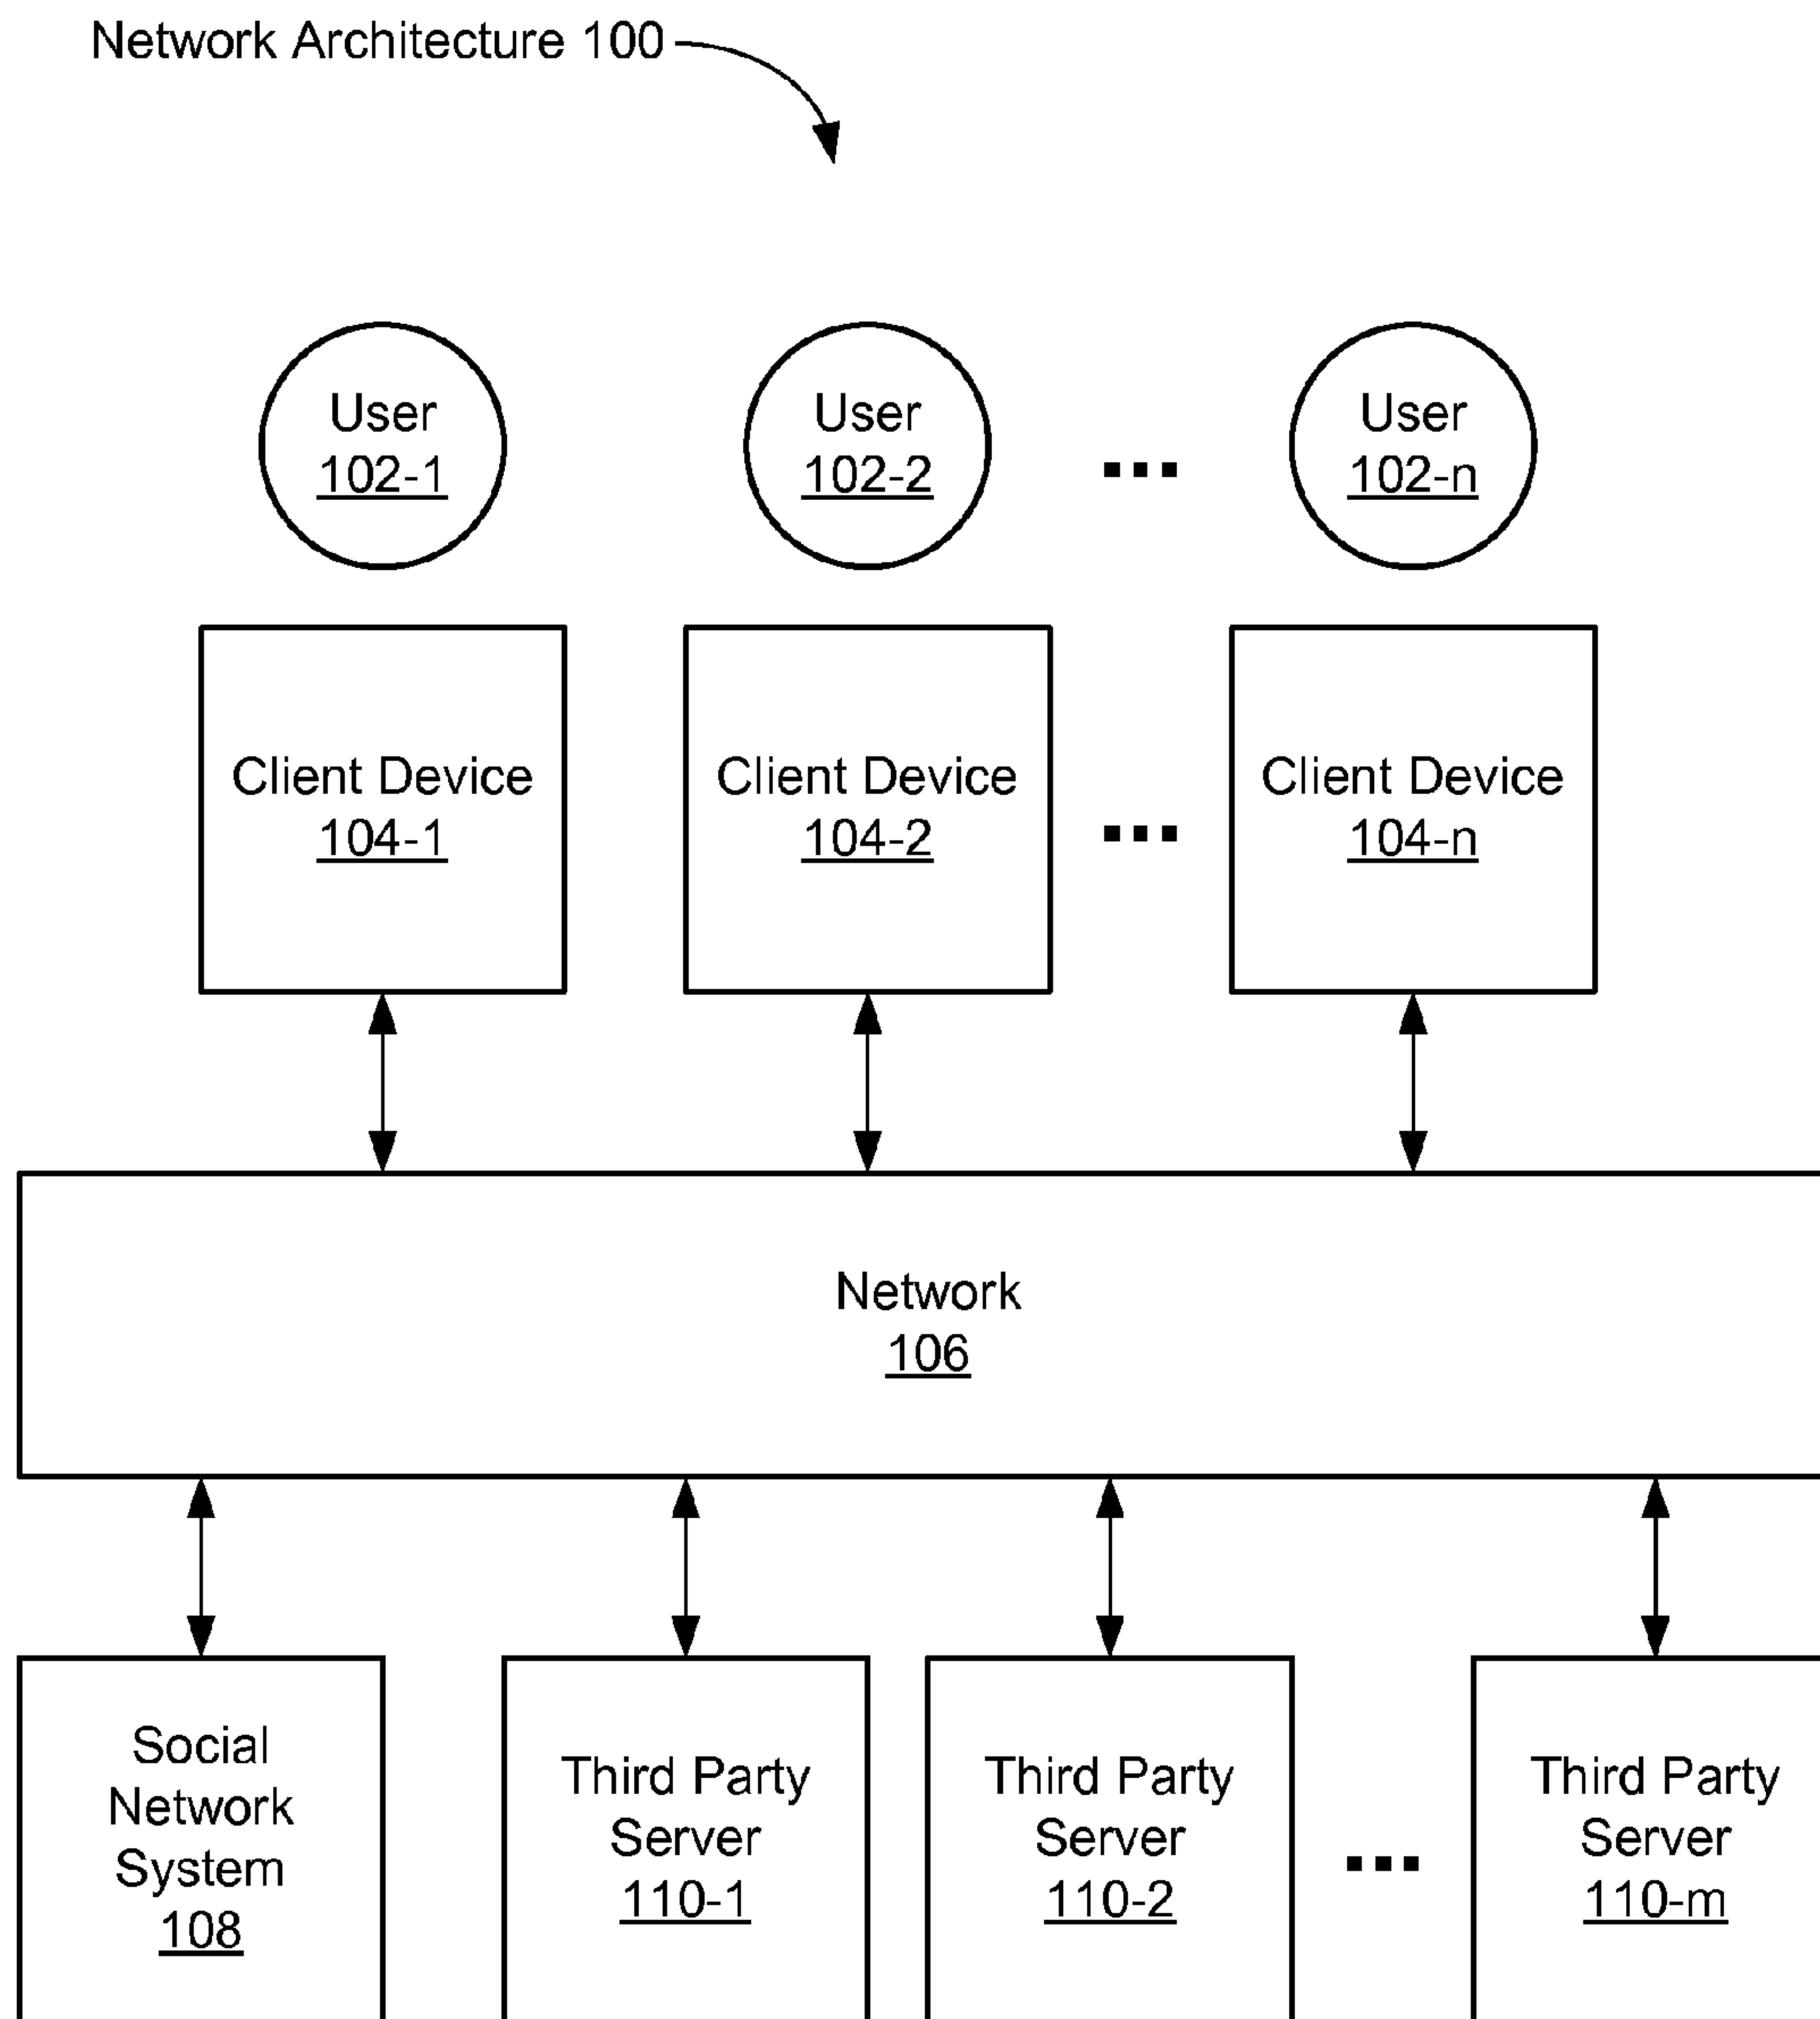 Network Architecture 100
User
102-1
User
102-2
...
User
102-n
Client Device
104-1
Client Device
104-2
...
Client Device
104-n
Network
106
Social
Network
System
108
Third Party
Server
110-1
Third Party
Server
110-2
...
Third Party
Server
110-m